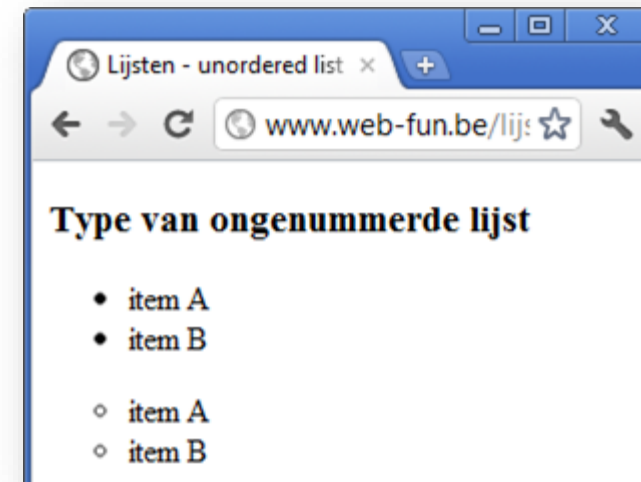 Lijsten - unordered list
www.web-fun.be/lijs
Type van ongenummerde lijst
item A
item B
item A
item B